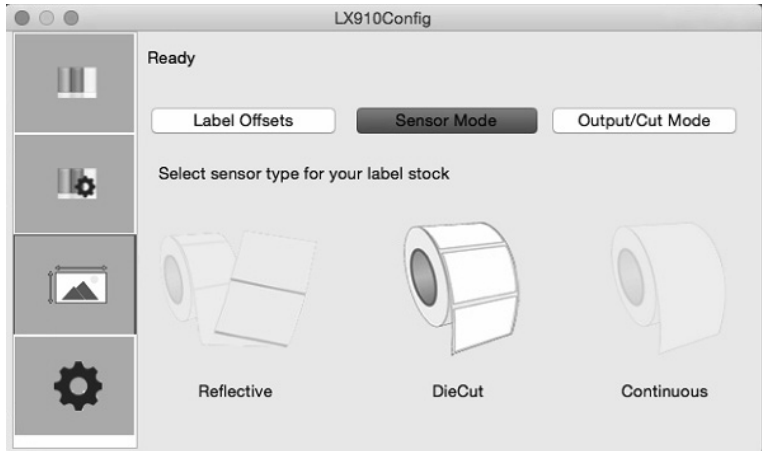 LX910Config
Ready
Label Offsets Sensor Mode Output/Cut Mode
Select sensor type for your label stock
Reflective DieCut Continuous